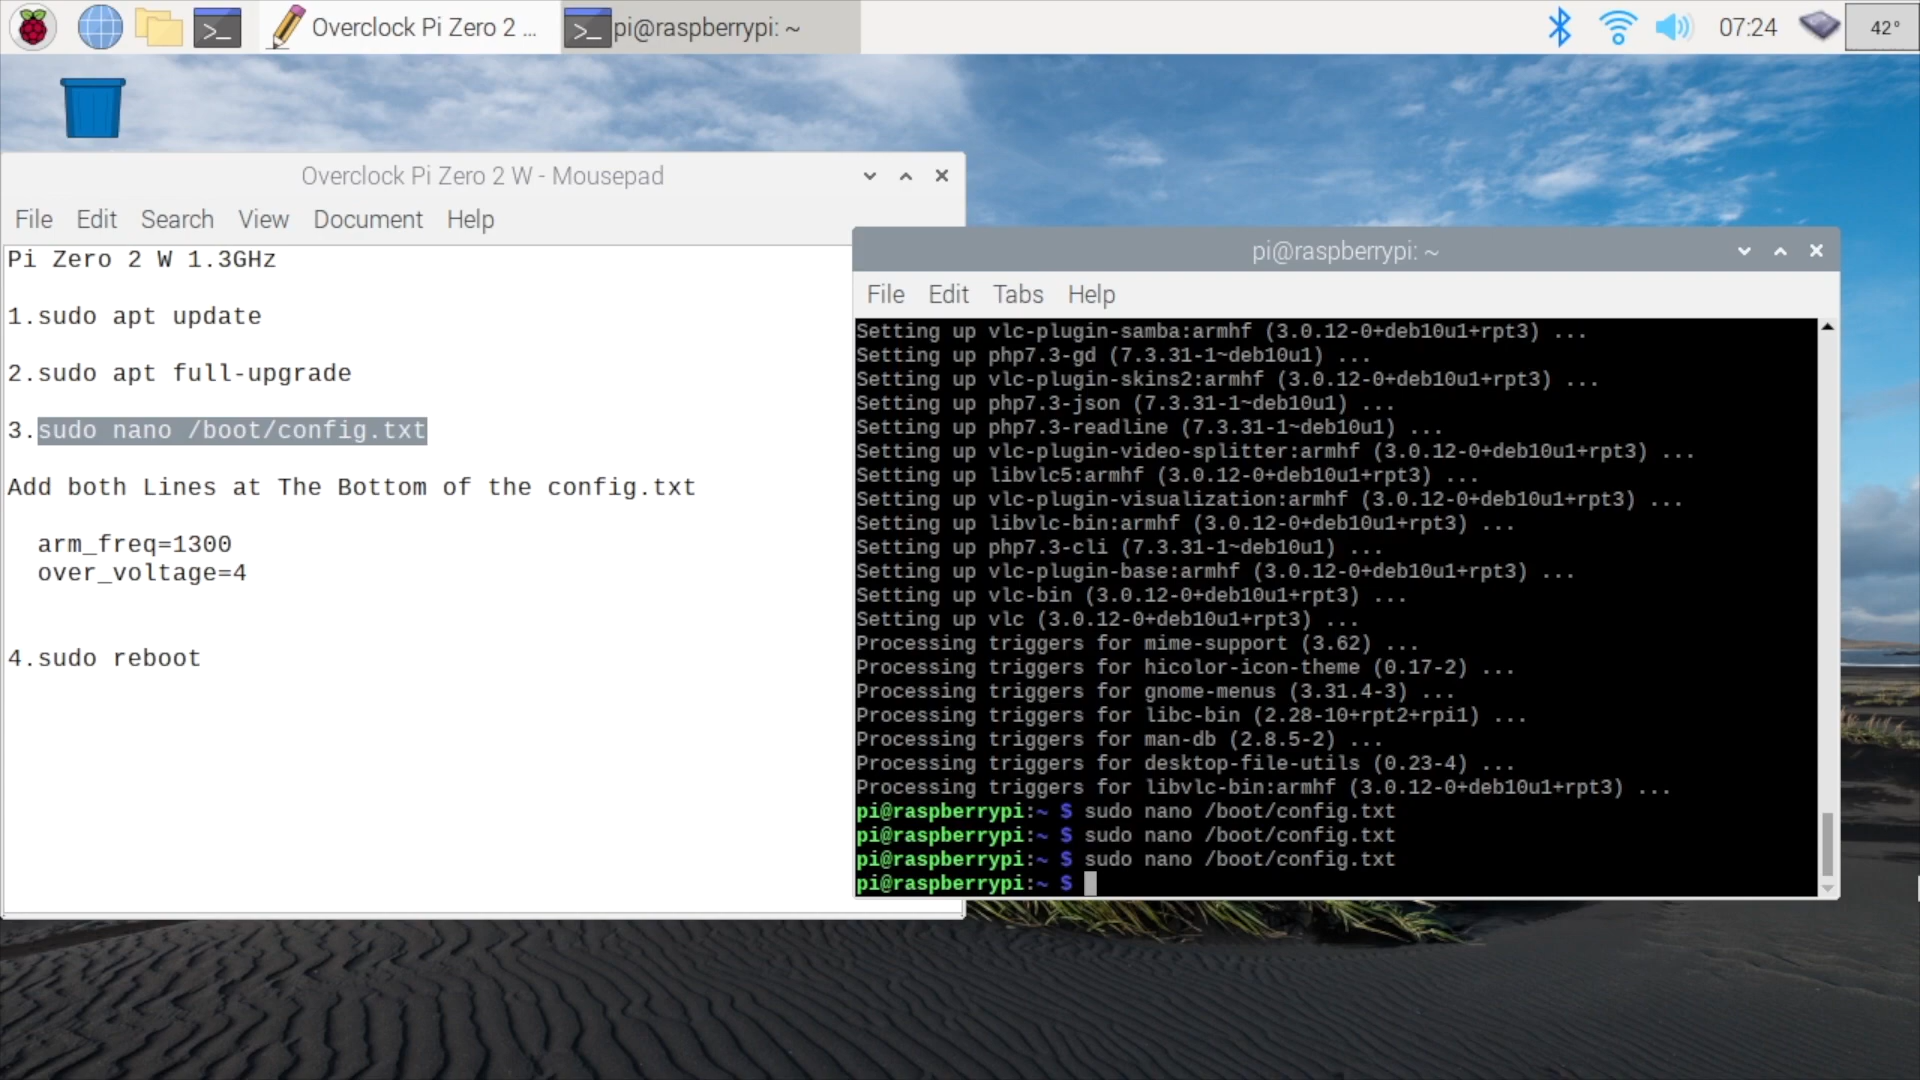 Overclock Pi Zero 2 ...
pi@raspberrypi: ~
07:24
42°
Overclock Pi Zero 2 W - Mousepad
File Edit Search View Document Help
Pi Zero 2 W 1.3GHz
1.sudo apt update
2.sudo apt full-upgrade
3.sudo nano /boot/config.txt
Add both Lines at The Bottom of the config.txt
arm_freq=1300
over_voltage=4
4.sudo reboot
pi@raspberrypi: ~
File Edit Tabs Help
Setting up vlc-plugin-samba:armhf (3.0.12-0+deb10u1+rpt3) ...
Setting up php7.3-gd (7.3.31-1~deb10u1) ...
Setting up vlc-plugin-skins2:armhf (3.0.12-0+deb10u1+rpt3) ...
Setting up php7.3-json (7.3.31-1~deb10u1) ...
Setting up php7.3-readline (7.3.31-1~deb10u1) ...
Setting up vlc-plugin-video-splitter:armhf (3.0.12-0+deb10u1+rpt3) ...
Setting up libvlc5:armhf (3.0.12-0+deb10u1+rpt3) ...
Setting up vlc-plugin-visualization:armhf (3.0.12-0+deb10u1+rpt3) ...
Setting up libvlc-bin:armhf (3.0.12-0+deb10u1+rpt3) ...
Setting up php7.3-cli (7.3.31-1~deb10u1) ...
Setting up vlc-plugin-base:armhf (3.0.12-0+deb10u1+rpt3) ...
Setting up vlc-bin (3.0.12-0+deb10u1+rpt3) ...
Setting up vlc (3.0.12-0+deb10u1+rpt3) ...
Processing triggers for mime-support (3.62) ...
Processing triggers for hicolor-icon-theme (0.17-2) ...
Processing triggers for gnome-menus (3.31.4-3) ...
Processing triggers for libc-bin (2.28-10+rpt2+rpi1) ...
Processing triggers for man-db (2.8.5-2) ...
Processing triggers for desktop-file-utils (0.23-4) ...
Processing triggers for libvlc-bin:armhf (3.0.12-0+deb10u1+rpt3) ...
pi@raspberrypi:~ $ sudo nano /boot/config.txt
pi@raspberrypi:~ $ sudo nano /boot/config.txt
pi@raspberrypi:~ $ sudo nano /boot/config.txt
pi@raspberrypi:~ $